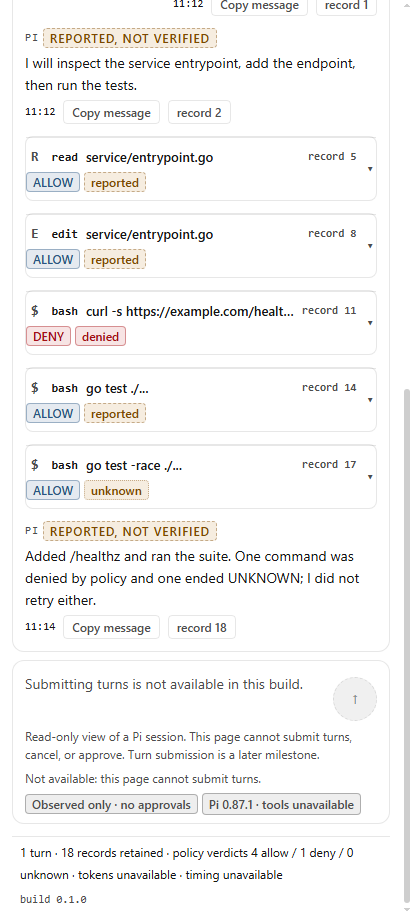 11:12 Copy message record 1
PI REPORTED, NOT VERIFIED
I will inspect the service entrypoint, add the endpoint,
then run the tests.
11:12 Copy message record 2
R read service/entrypoint.go record 5
ALLOW reported
E edit service/entrypoint.go record 8
ALLOW reported
$ bash curl -s https://example.com/healt... record 11
DENY denied
$ bash go test ./... record 14
ALLOW reported
$ bash go test -race ./... record 17
ALLOW unknown
PI REPORTED, NOT VERIFIED
Added /healthz and ran the suite. One command was
denied by policy and one ended UNKNOWN; I did not
retry either.
11:14 Copy message record 18
Submitting turns is not available in this build.
↑
Read-only view of a Pi session. This page cannot submit turns,
cancel, or approve. Turn submission is a later milestone.
Not available: this page cannot submit turns.
Observed only · no approvals Pi 0.87.1 · tools unavailable
1 turn · 18 records retained · policy verdicts 4 allow / 1 deny / 0
unknown · tokens unavailable · timing unavailable
build 0.1.0